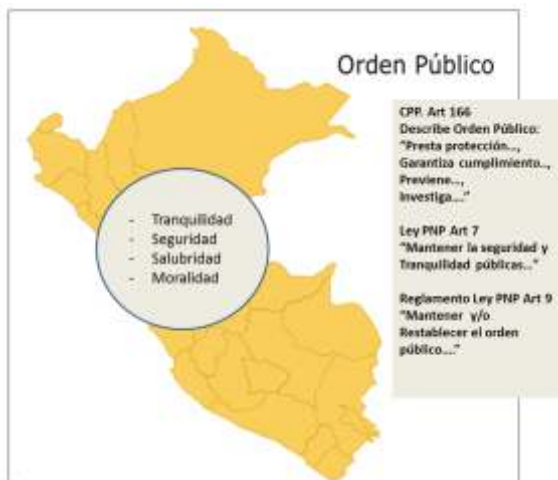 Orden Público
CPP. Art 166
Describe Orden Público:
"Presta protección...,
Garantiza cumplimiento..,
Previene...,
Investiga...."
Ley PNP Art 7
"Mantener la seguridad y
Tranquilidad públicas..."
Reglamento Ley PNP Art 9
"Mantener y/o
Restablecer el orden
público...."
- Tranquilidad
- Seguridad
- Salubridad
- Moralidad